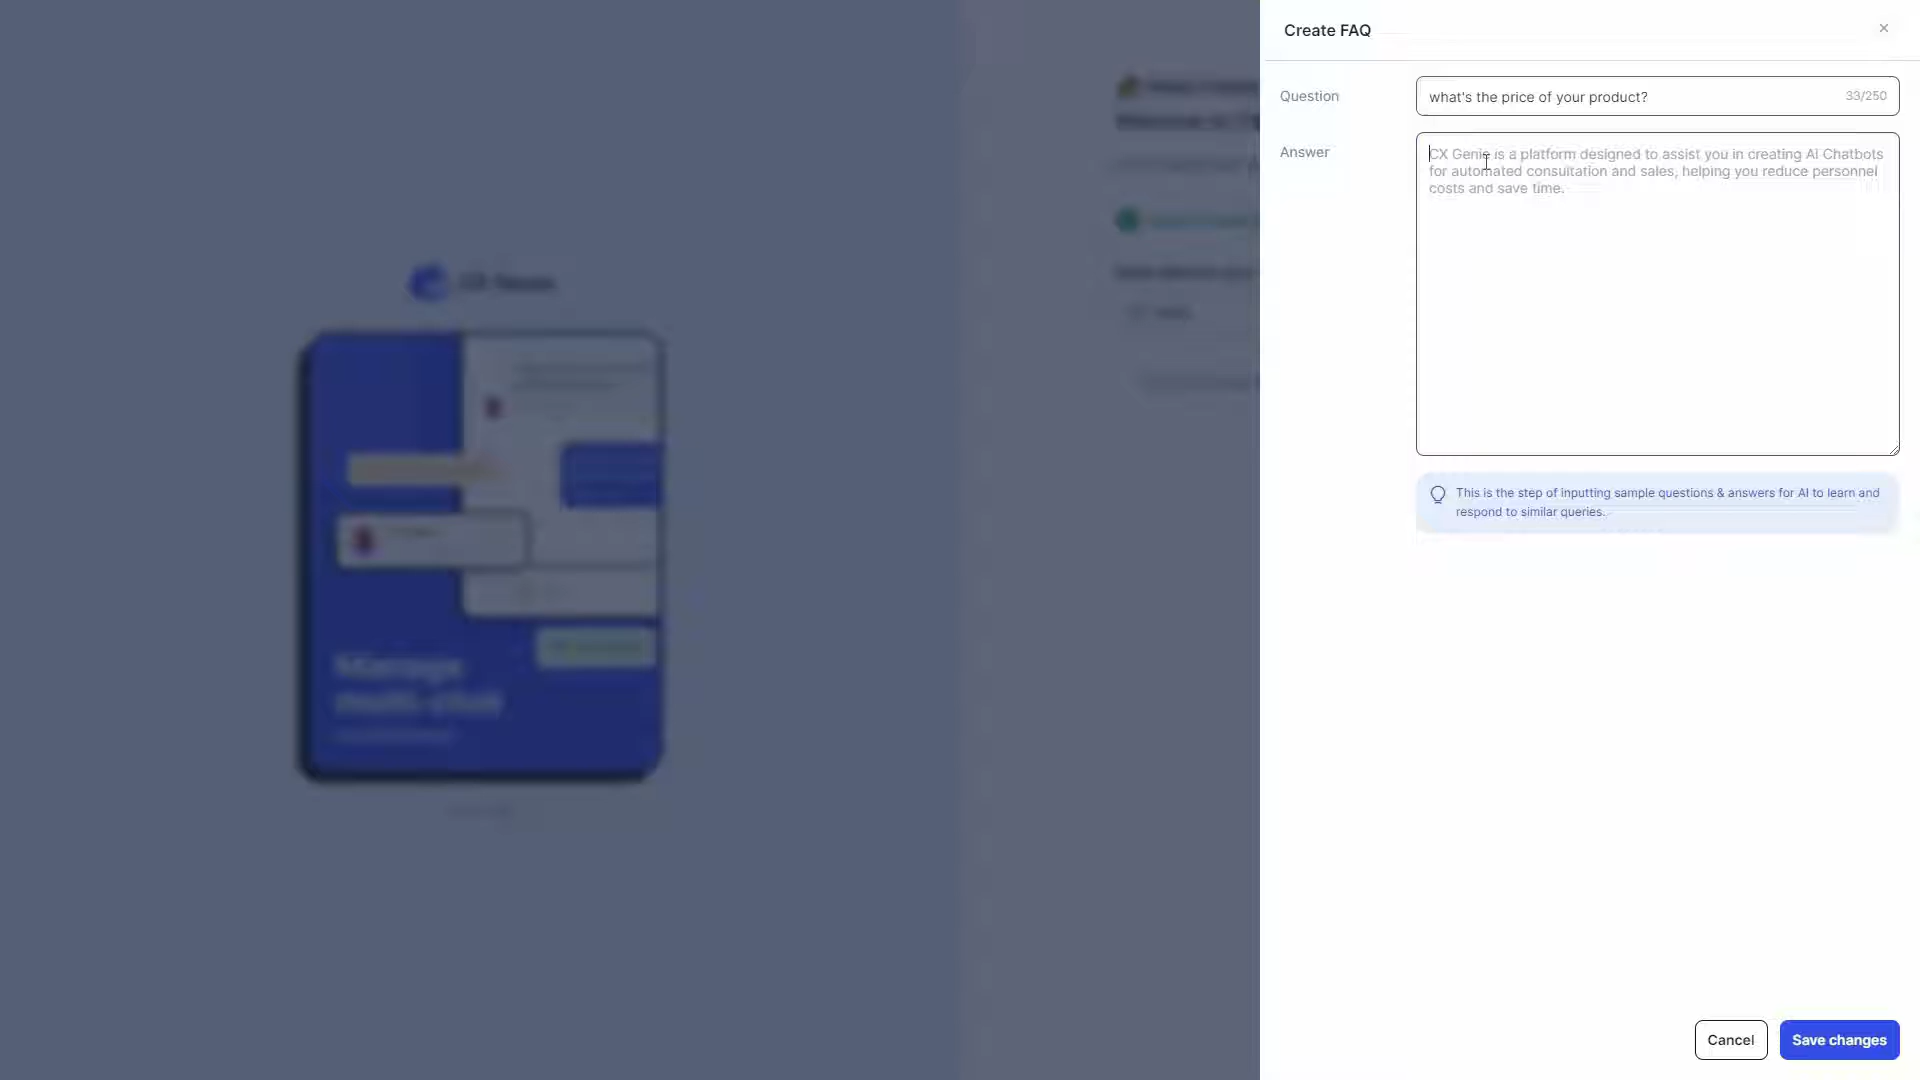 Create FAQ
Question
what's the price of your product?
33/250
Answer
CX Genie is a platform designed to assist you in creating AI Chatbots
for automated consultation and sales, helping you reduce personnel
costs and save time.
This is the step of inputting sample questions & answers for AI to learn and
respond to similar queries.
Cancel
Save changes
CX Genie
Manage